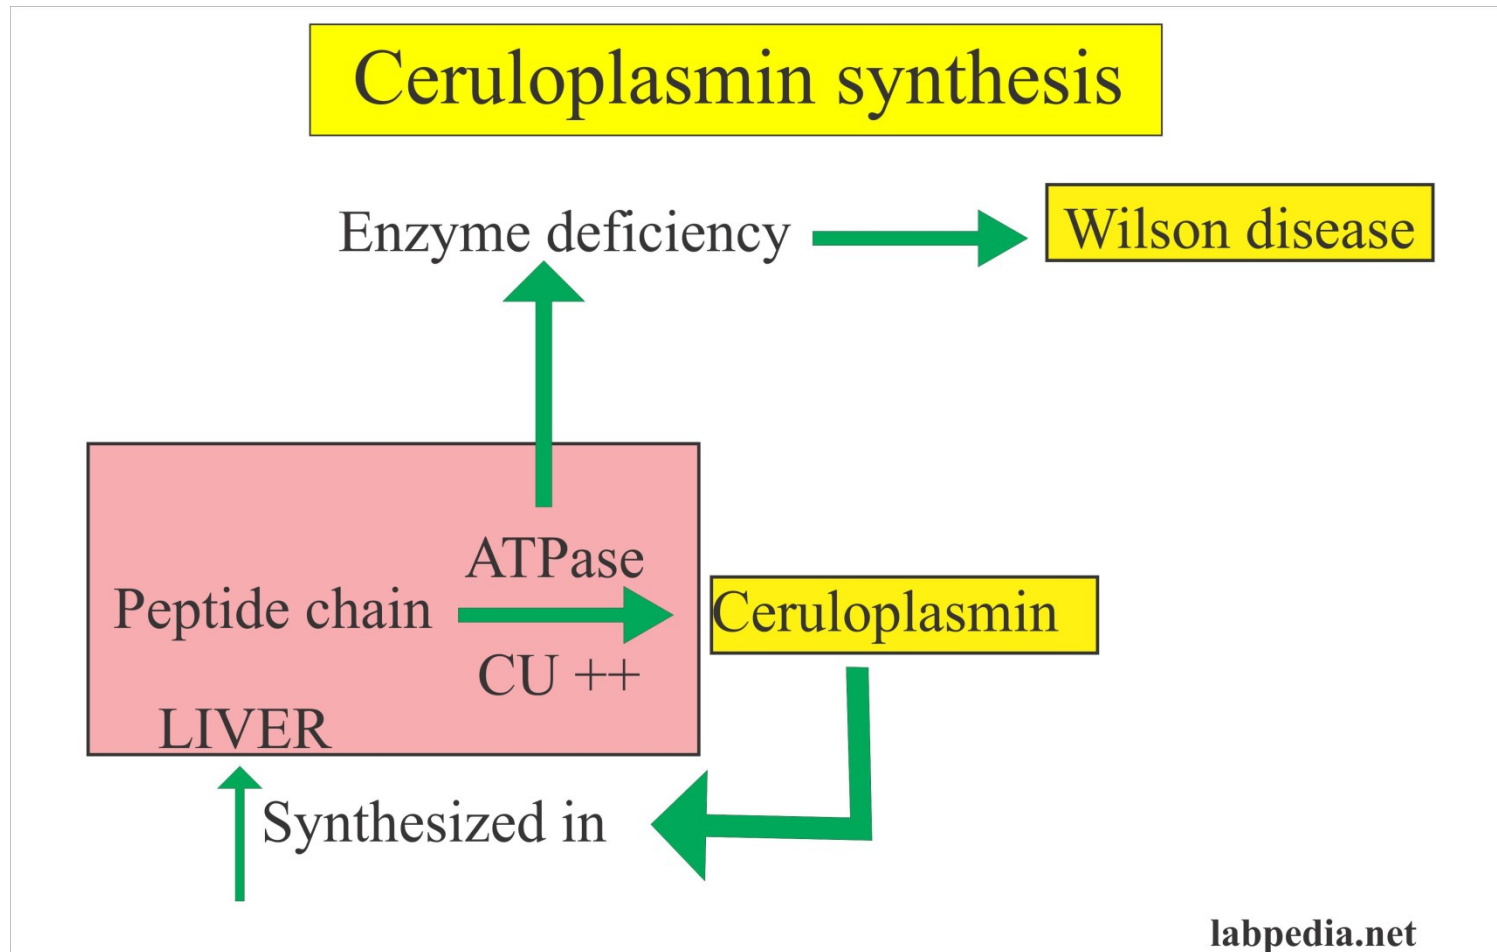 Ceruloplasmin synthesis
Enzyme deficiency
Wilson disease
ATPase
Peptide chain
CU ++
Ceruloplasmin
LIVER
Synthesized in
labpedia.net